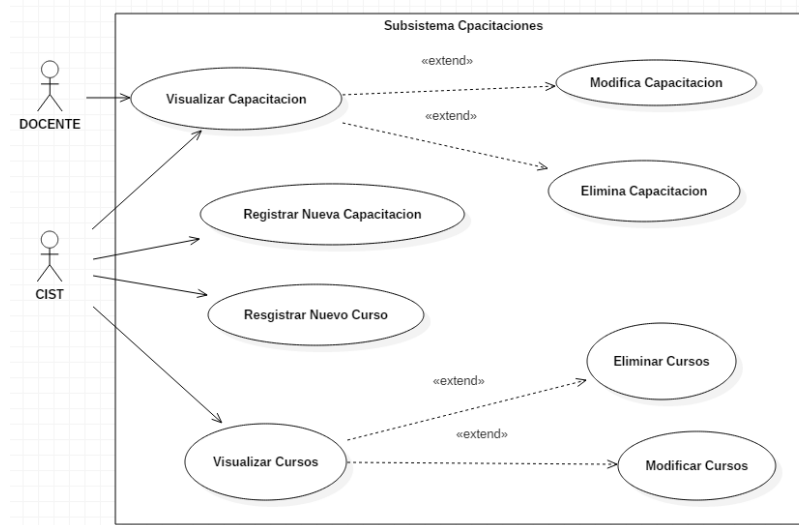 Subsistema Cpacitaciones
«extend»
Modifica Capacitacion
Visualizar Capacitacion
DOCENTE
«extend»
Elimina Capacitacion
Registrar Nueva Capacitacion
CIST
Resgistrar Nuevo Curso
Eliminar Cursos
«extend»
«extend»
Visualizar Cursos
Modificar Cursos